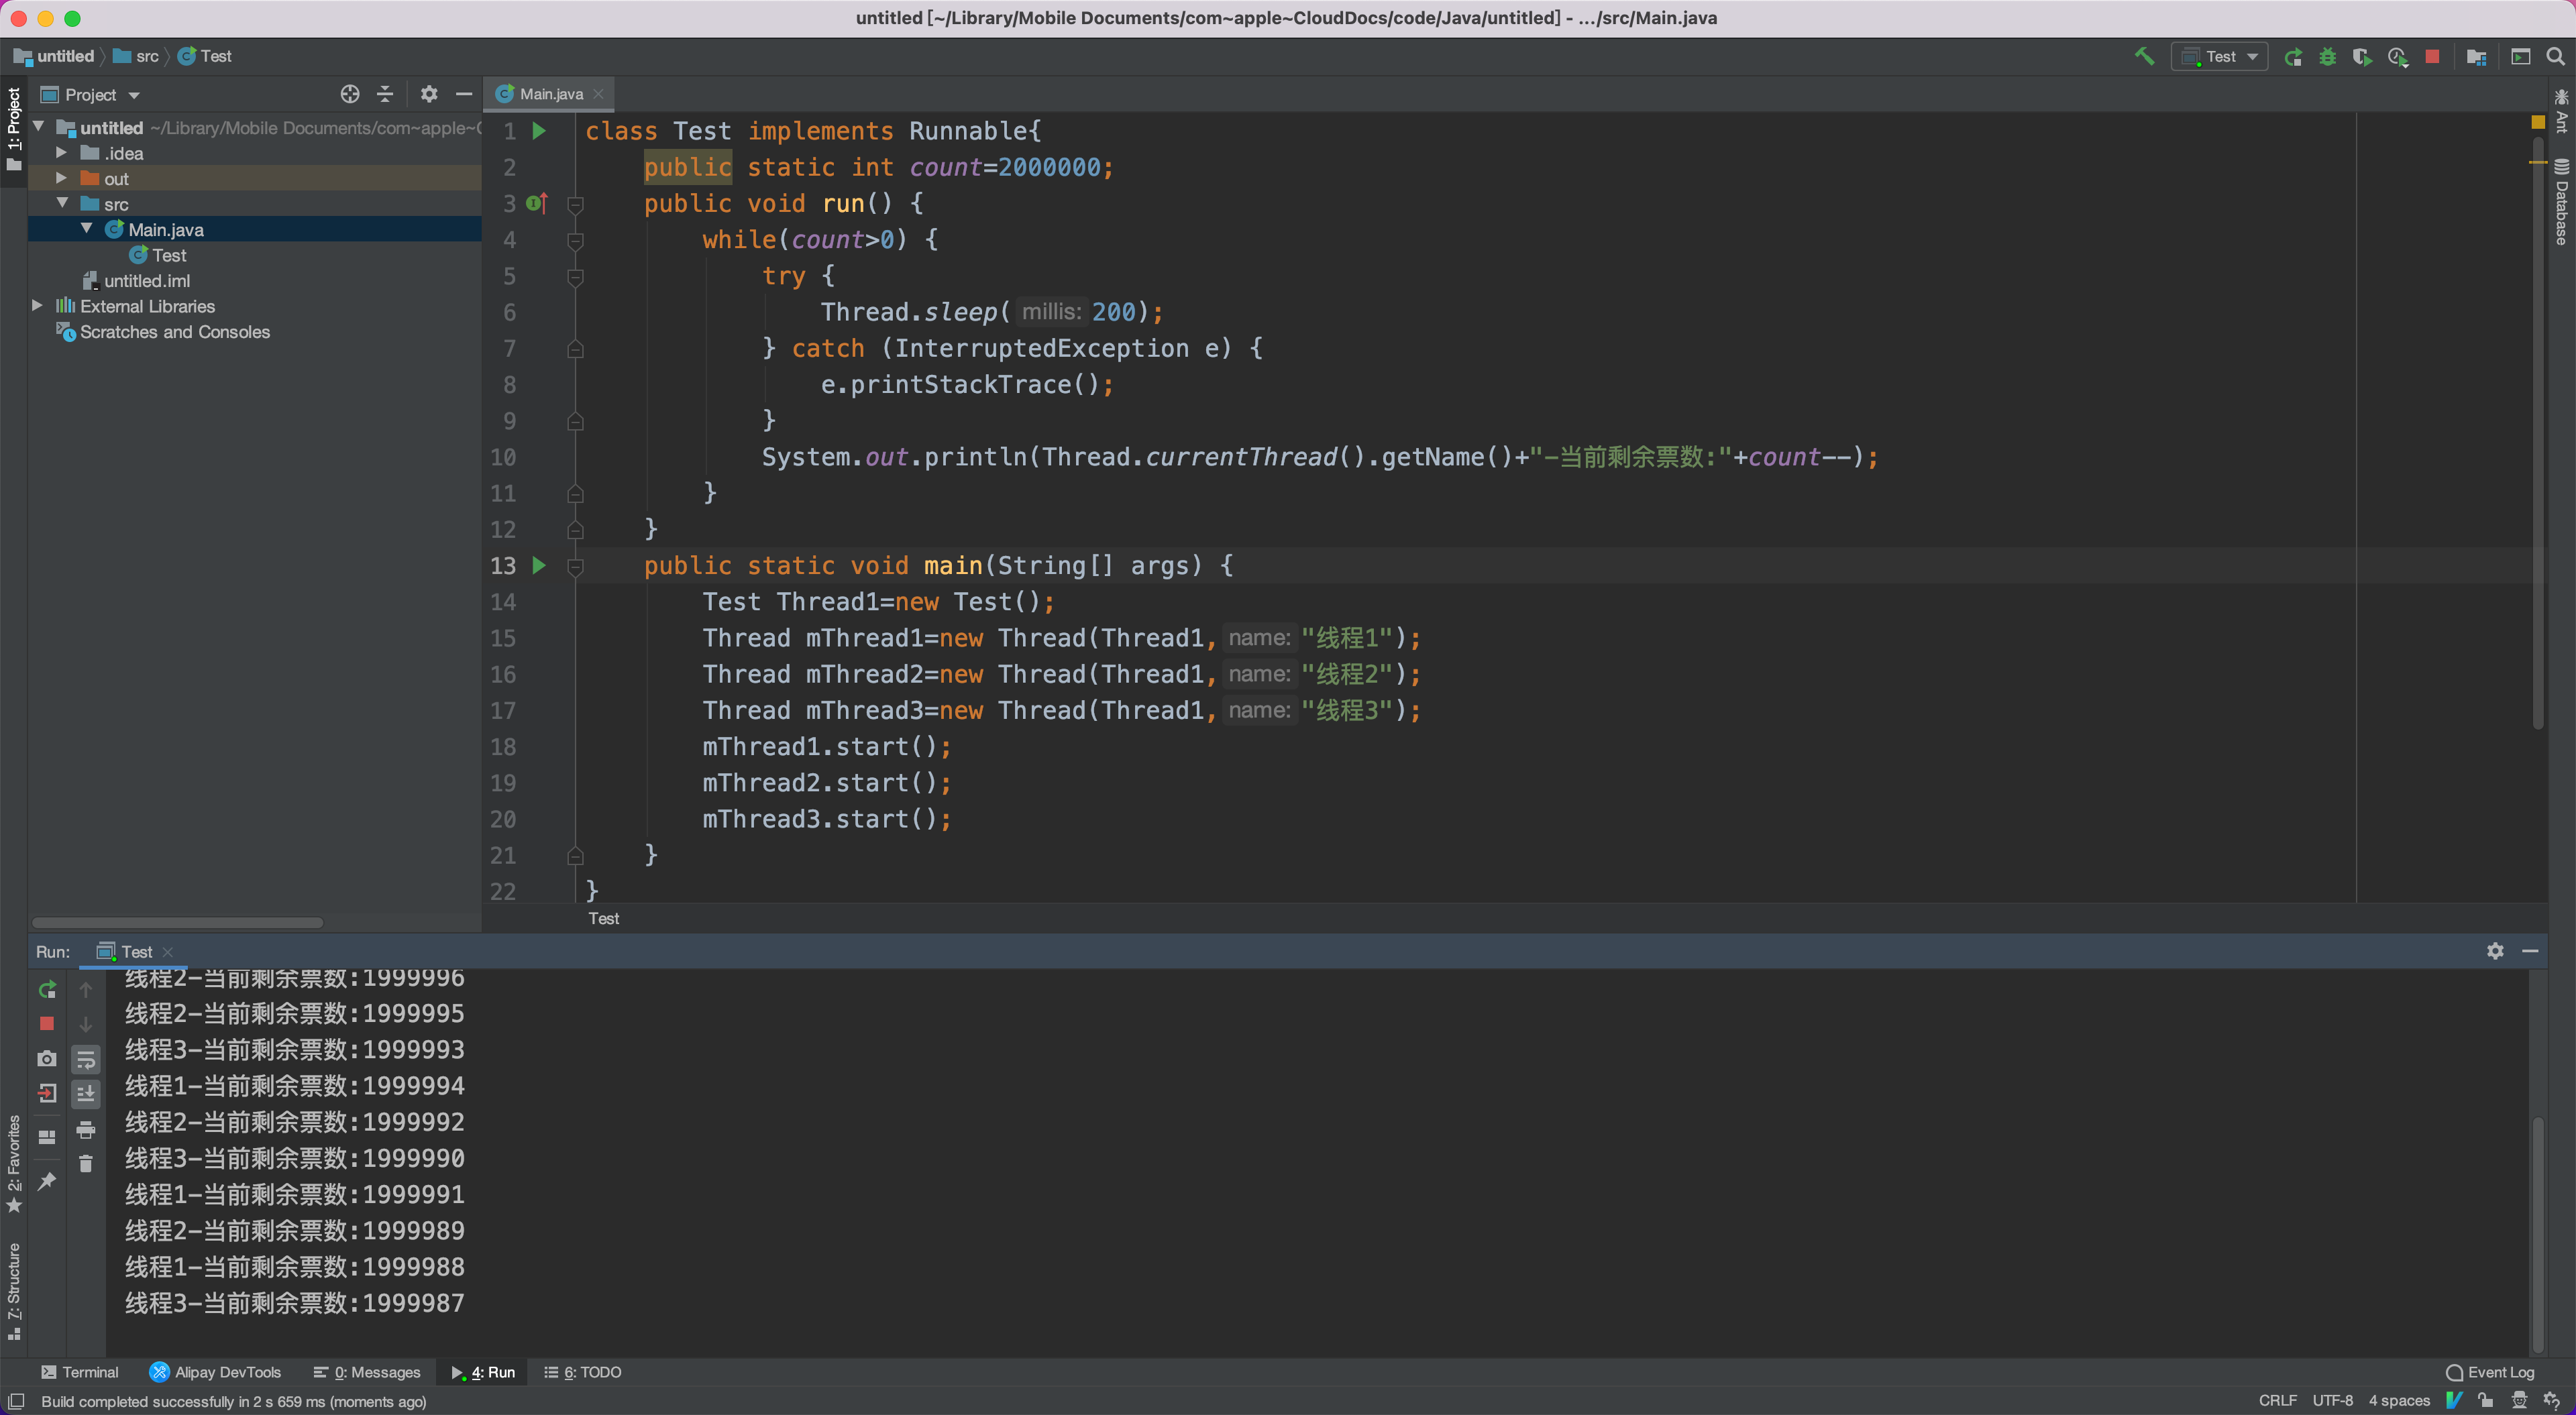 untitled [~/Library/Mobile Documents/com~apple~CloudDocs/code/Java/untitled] - .../src/Main.java
untitled src Test
Test
1: Project
Project
untitled ~/Library/Mobile Documents/com~apple~C
.idea
out
src
Main.java
Test
untitled.iml
External Libraries
Scratches and Consoles
Main.java
1 class Test implements Runnable{
2 public static int count=2000000;
3 public void run() {
4 while(count>0) {
5 try {
6 Thread.sleep( millis: 200);
7 } catch (InterruptedException e) {
8 e.printStackTrace();
9 }
10 System.out.println(Thread.currentThread().getName()+"-当前剩余票数:"+count--);
11 }
12 }
13 public static void main(String[] args) {
14 Test Thread1=new Test();
15 Thread mThread1=new Thread(Thread1, name: "线程1");
16 Thread mThread2=new Thread(Thread1, name: "线程2");
17 Thread mThread3=new Thread(Thread1, name: "线程3");
18 mThread1.start();
19 mThread2.start();
20 mThread3.start();
21 }
22 }
Test
Ant
Database
Run: Test
线程2-当前剩余票数:1999996
线程2-当前剩余票数:1999995
线程3-当前剩余票数:1999993
线程1-当前剩余票数:1999994
线程2-当前剩余票数:1999992
线程3-当前剩余票数:1999990
线程1-当前剩余票数:1999991
线程2-当前剩余票数:1999989
线程1-当前剩余票数:1999988
线程3-当前剩余票数:1999987
2: Favorites
7: Structure
Terminal Alipay DevTools 0: Messages 4: Run 6: TODO Event Log
Build completed successfully in 2 s 659 ms (moments ago) CRLF UTF-8 4 spaces